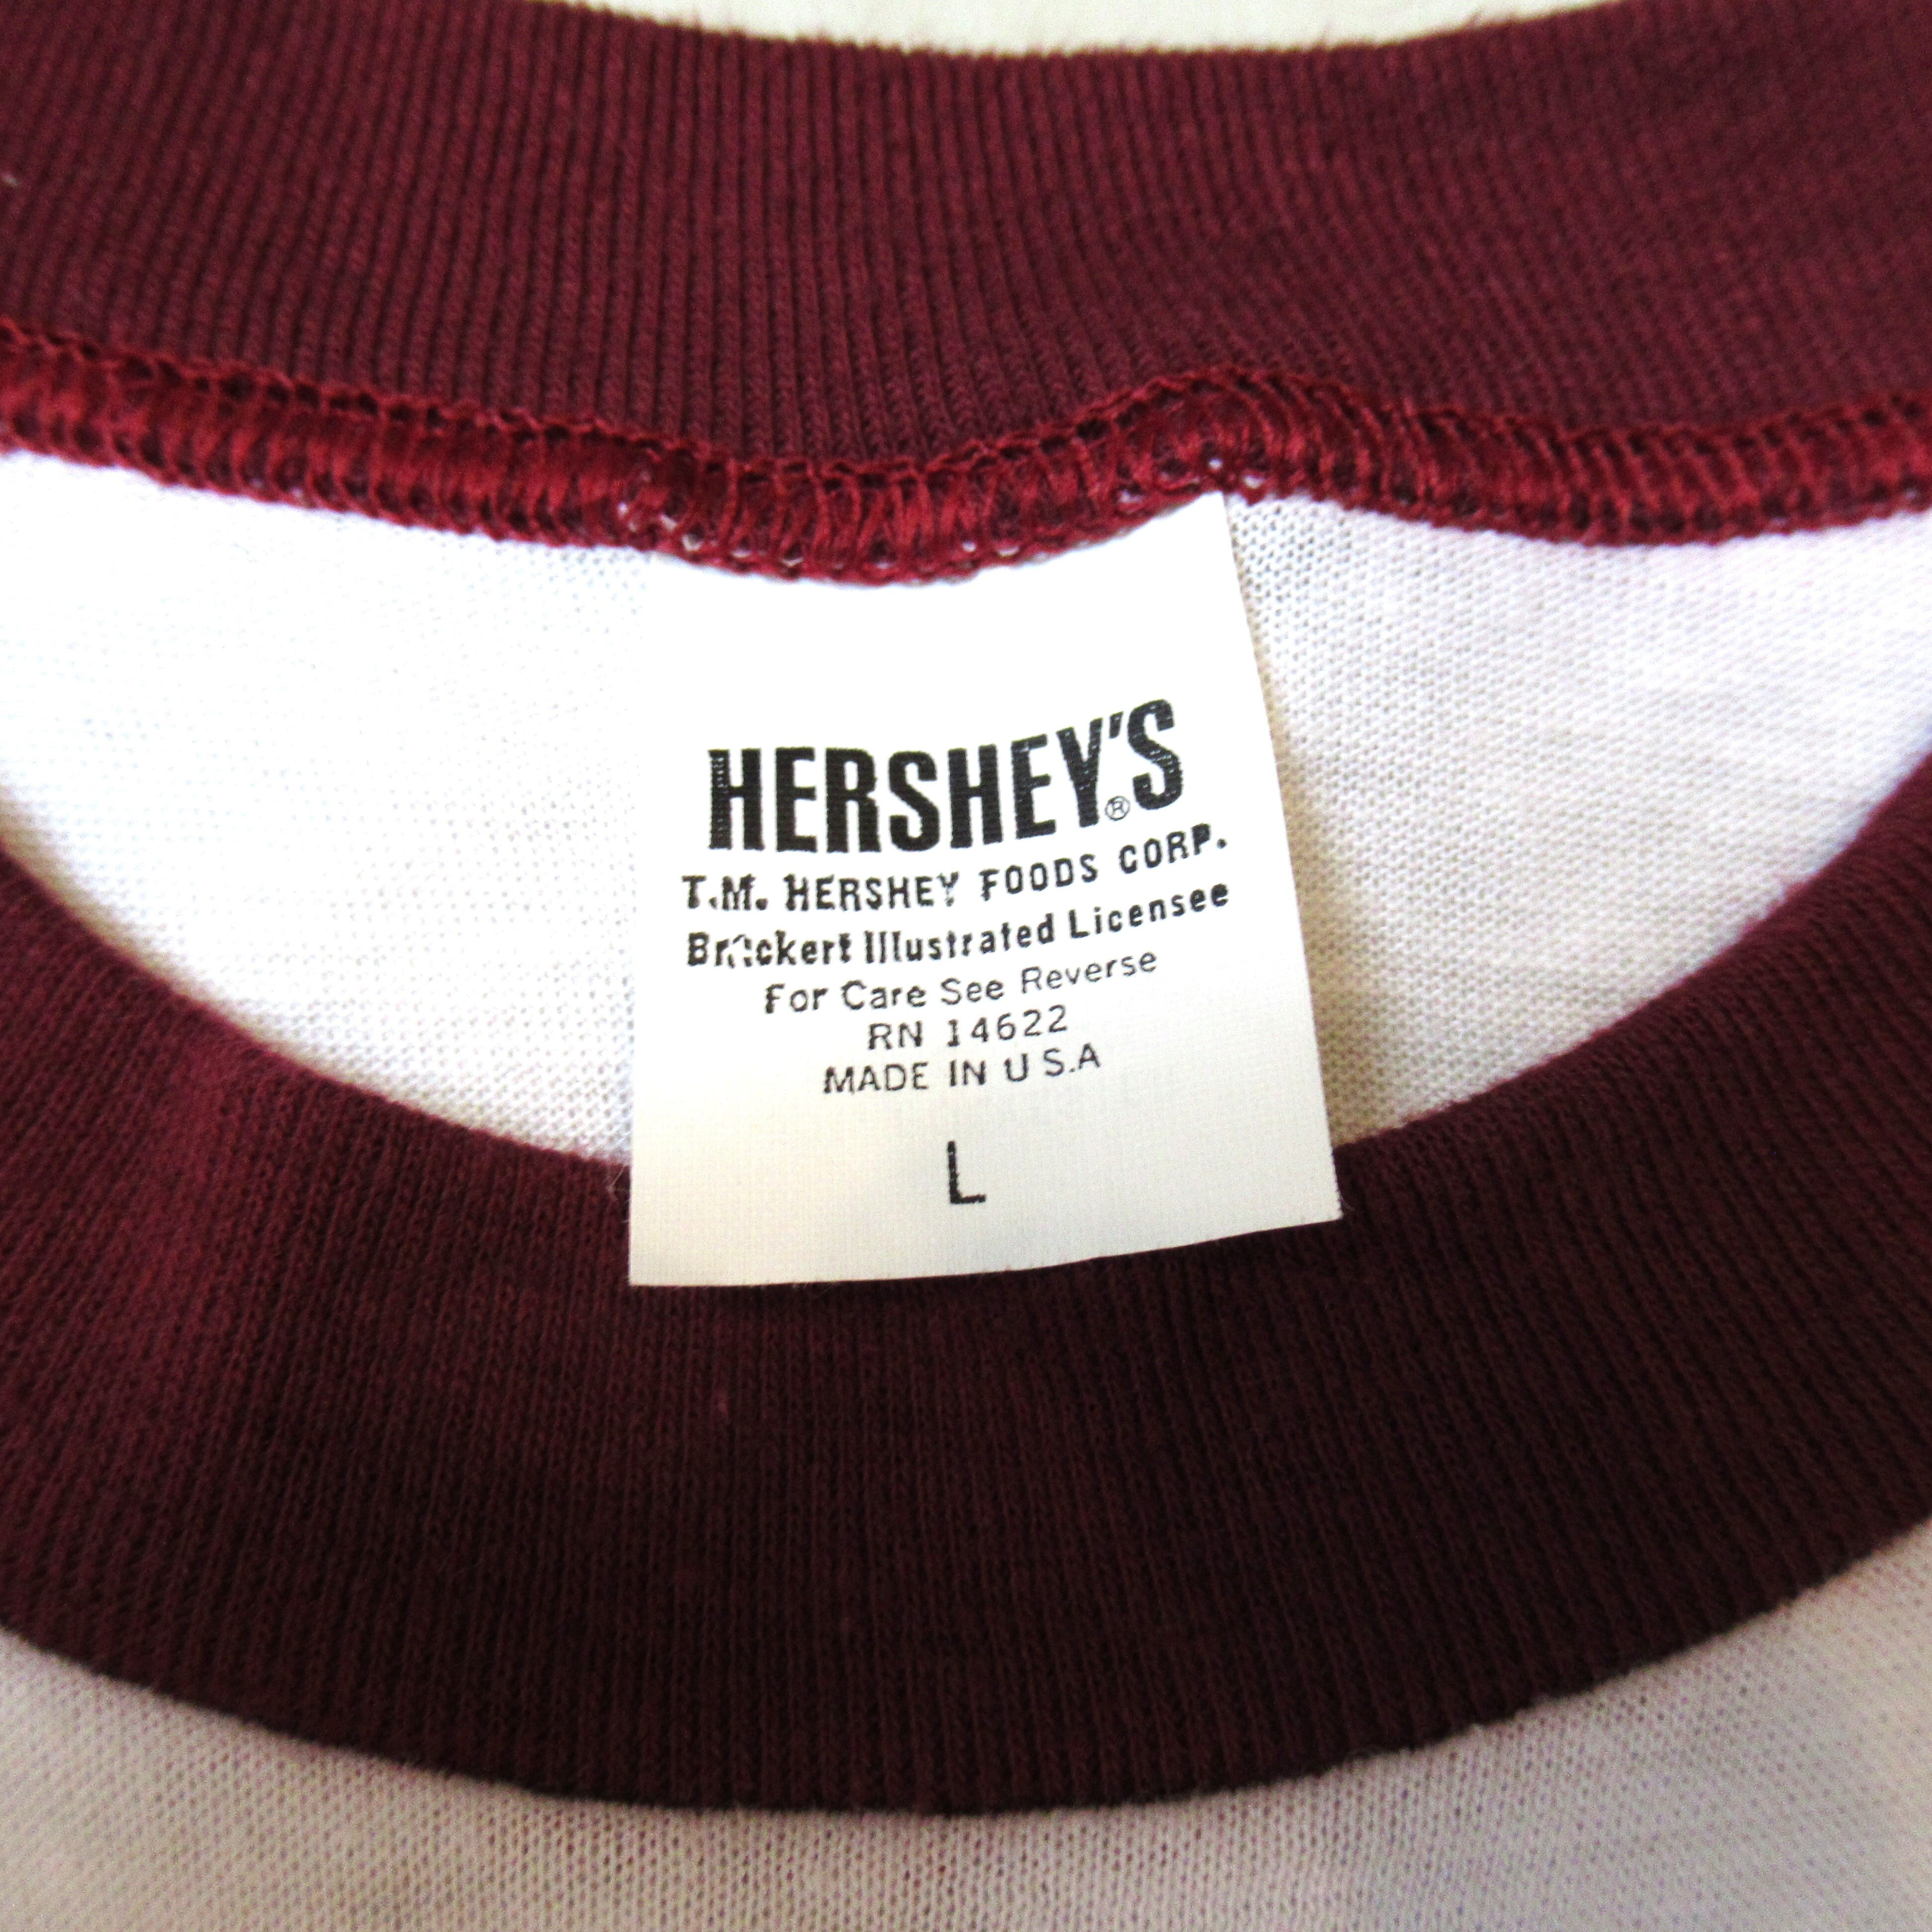 HERSHEY'S®
T.M. HERSHEY FOODS CORP.
Illustrated Licensee
For Care See Reverse
RN 14622
MADE IN U S.A
L